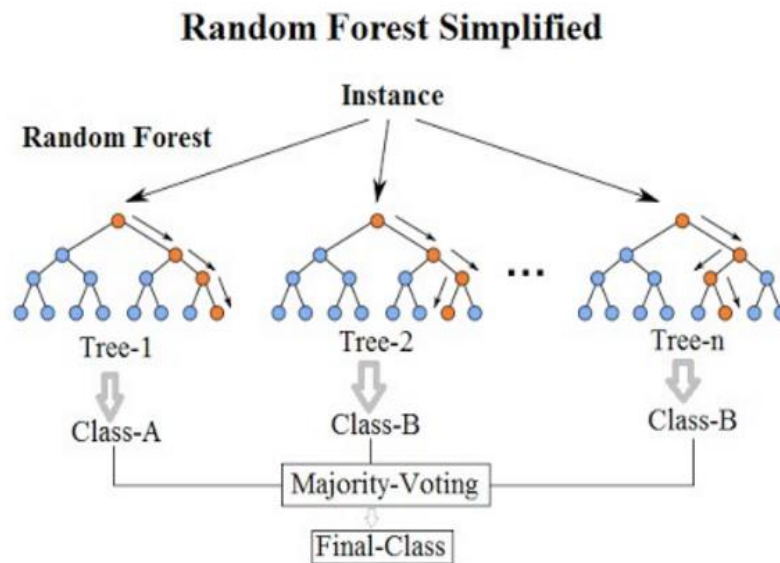 Random Forest Simplified
Instance
Random Forest
...
Tree-1
Tree-2
Tree-n
Class-A
Class-B
Class-B
Majority-Voting
Final-Class